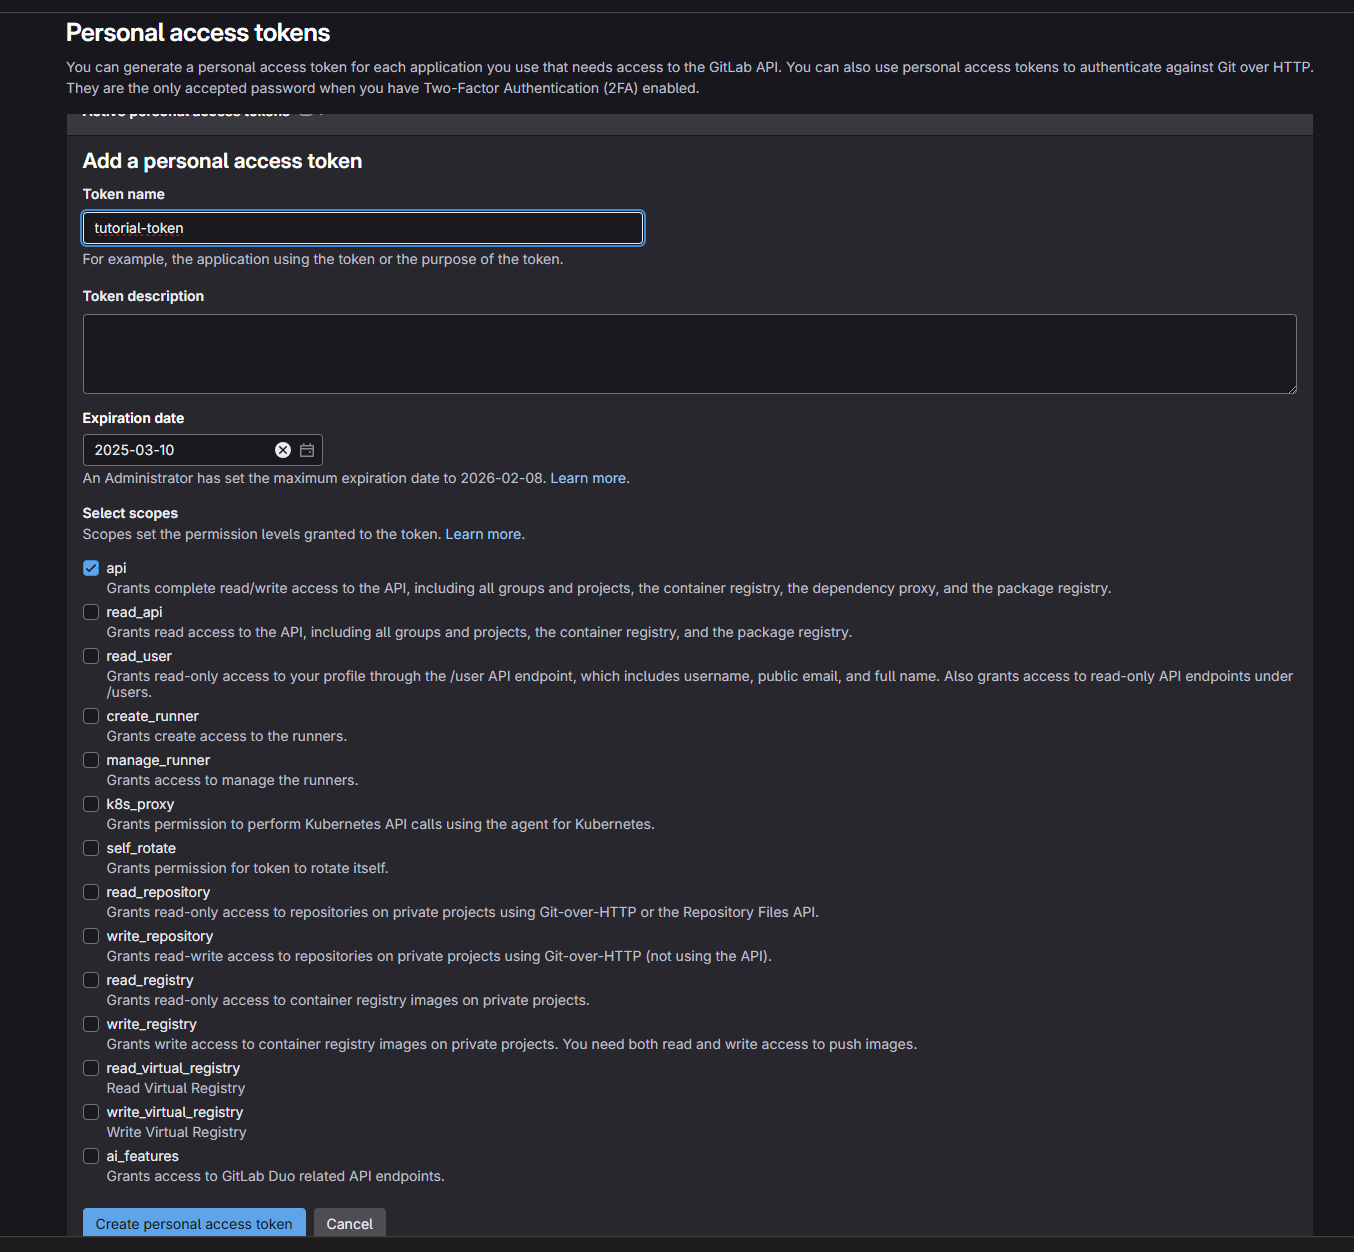 Personal access tokens
You can generate a personal access token for each application you use that needs access to the GitLab API. You can also use personal access tokens to authenticate against Git over HTTP.
They are the only accepted password when you have Two-Factor Authentication (2FA) enabled.
Active personal access tokens
Add a personal access token
Token name
tutorial-token
For example, the application using the token or the purpose of the token.
Token description
Expiration date
2025-03-10
An Administrator has set the maximum expiration date to 2026-02-08. Learn more.
Select scopes
Scopes set the permission levels granted to the token. Learn more.
api
Grants complete read/write access to the API, including all groups and projects, the container registry, the dependency proxy, and the package registry.
read_api
Grants read access to the API, including all groups and projects, the container registry, and the package registry.
read_user
Grants read-only access to your profile through the /user API endpoint, which includes username, public email, and full name. Also grants access to read-only API endpoints under
/users.
create_runner
Grants create access to the runners.
manage_runner
Grants access to manage the runners.
k8s_proxy
Grants permission to perform Kubernetes API calls using the agent for Kubernetes.
self_rotate
Grants permission for token to rotate itself.
read_repository
Grants read-only access to repositories on private projects using Git-over-HTTP or the Repository Files API.
write_repository
Grants read-write access to repositories on private projects using Git-over-HTTP (not using the API).
read_registry
Grants read-only access to container registry images on private projects.
write_registry
Grants write access to container registry images on private projects. You need both read and write access to push images.
read_virtual_registry
Read Virtual Registry
write_virtual_registry
Write Virtual Registry
ai_features
Grants access to GitLab Duo related API endpoints.
Create personal access token Cancel